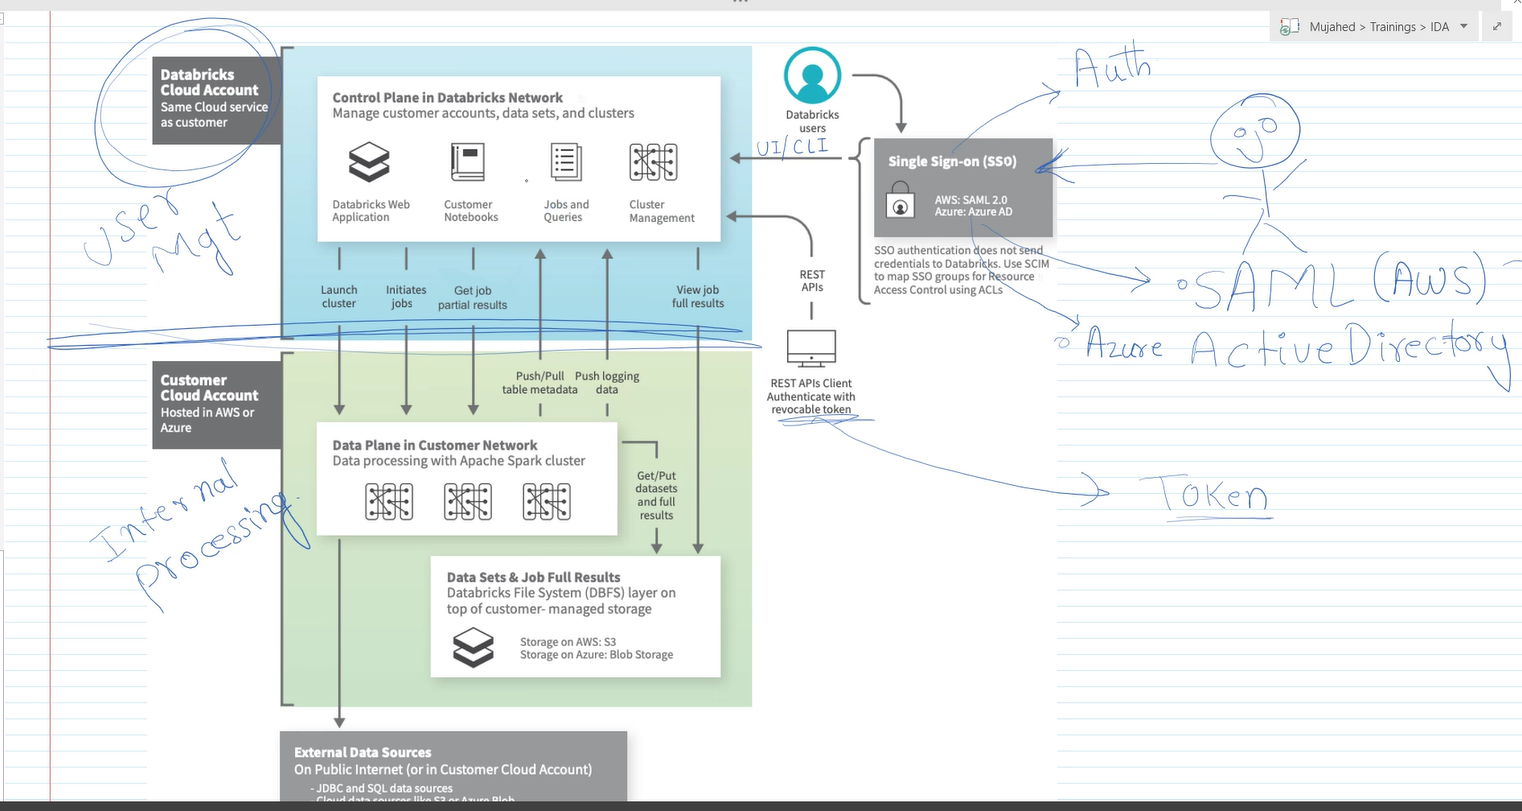 Mujahed > Trainings > IDA
Auth
Databricks
Cloud Account
Same Cloud service
as customer
User
Mgt
Control Plane in Databricks Network
Manage customer accounts, data sets, and clusters
Databricks Web
Application
Customer
Notebooks
Jobs and
Queries
Cluster
Management
Databricks
users
UI/CLI
Single Sign-on (SSO)
AWS: SAML 2.0
Azure: Azure AD
SSO authentication does not send
credentials to Databricks. Use SCIM
to map SSO groups for Resource
Access Control using ACLs
SAML (AWS)
Azure Active Directory
Launch
cluster
Initiates
jobs
Get job
partial results
View job
full results
REST
APIs
REST APIs Client
Authenticate with
revocable token
Token
Customer
Cloud Account
Hosted in AWS or
Azure
Internal
processing
Push/Pull
table metadata
Push logging
data
Data Plane in Customer Network
Data processing with Apache Spark cluster
Get/Put
datasets
and full
results
Data Sets & Job Full Results
Databricks File System (DBFS) layer on
top of customer- managed storage
Storage on AWS: S3
Storage on Azure: Blob Storage
External Data Sources
On Public Internet (or in Customer Cloud Account)
- JDBC and SQL data sources
- Cloud data sources like S3 or Azure Blob